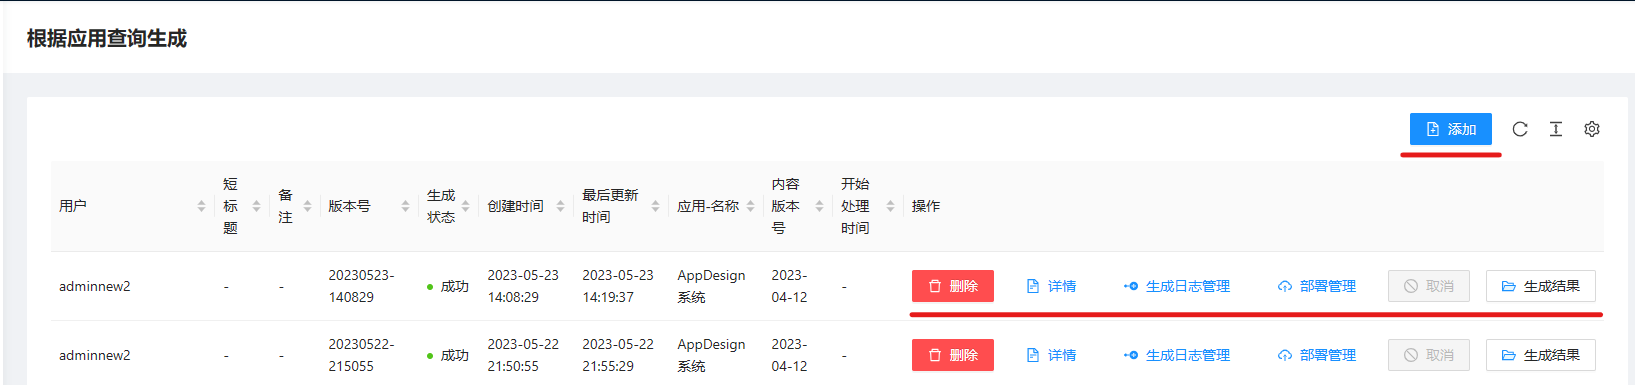 根据应用查询生成
添加
用户 短标题 备注 版本号 生成状态 创建时间 最后更新时间 应用-名称 内容版本号 开始处理时间 操作
adminnew2 - - 20230523-140829 成功 2023-05-23 14:08:29 2023-05-23 14:19:37 AppDesign系统 2023-04-12 - 删除 详情 生成日志管理 部署管理 取消 生成结果
adminnew2 - - 20230522-215055 成功 2023-05-22 21:50:55 2023-05-22 21:55:29 AppDesign系统 2023-04-12 - 删除 详情 生成日志管理 部署管理 取消 生成结果